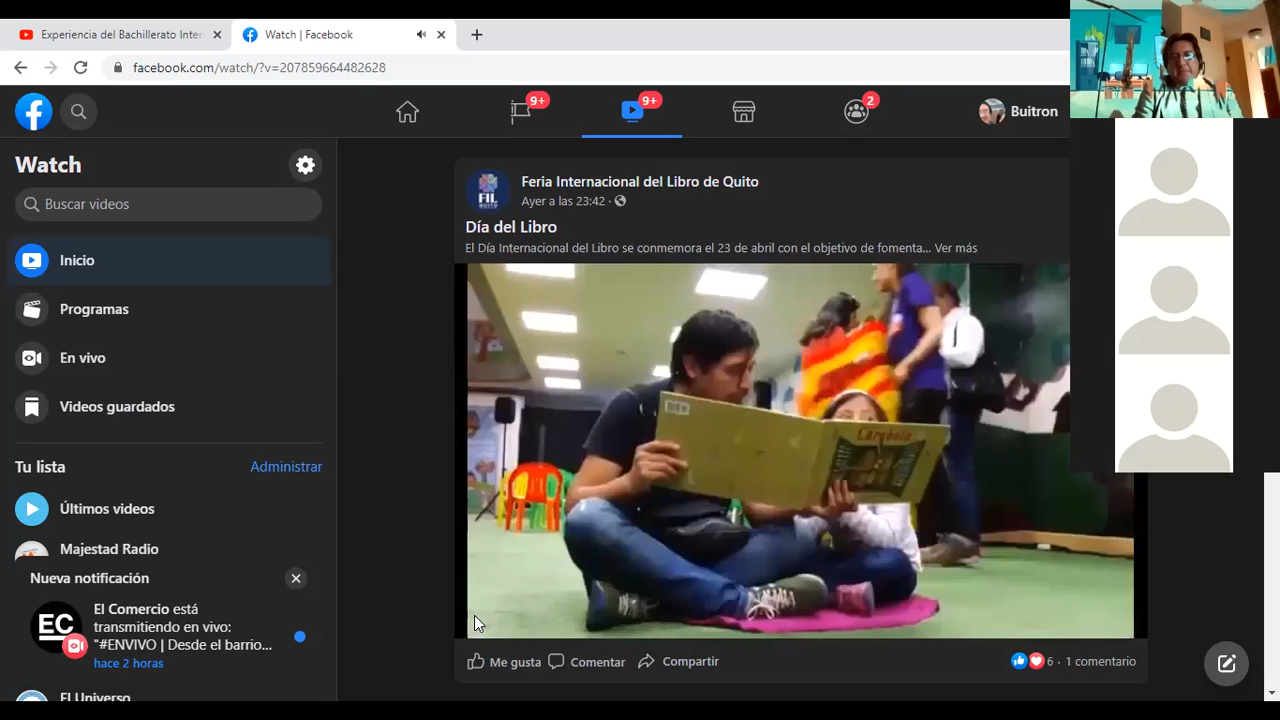 Experiencia del Bachillerato Inter
Watch | Facebook
facebook.com/watch/?v=207859664482628
9+
9+
2
Buitron
Watch
Buscar videos
Inicio
Programas
En vivo
Videos guardados
Tu lista
Administrar
Últimos videos
Majestad Radio
Nueva notificación
EC
El Comercio está
transmitiendo en vivo:
"#ENVIVO | Desde el barrio...
hace 2 horas
El Universo
FIL
QUITO
Feria Internacional del Libro de Quito
Ayer a las 23:42
Día del Libro
El Día Internacional del Libro se conmemora el 23 de abril con el objetivo de fomenta... Ver más
Me gusta
Comentar
Compartir
6 · 1 comentario